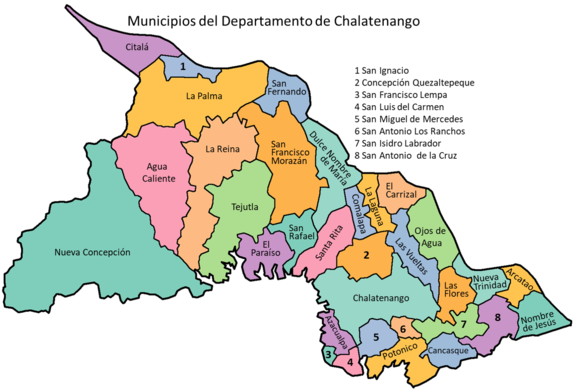 Municipios del Departamento de Chalatenango
Citalá
1
La Palma
San
Fernando
1 San Ignacio
2 Concepción Quezaltepeque
3 San Francisco Lempa
4 San Luis del Carmen
5 San Miguel de Mercedes
6 San Antonio Los Ranchos
7 San Isidro Labrador
8 San Antonio de la Cruz
Agua
Caliente
La Reina
San
Francisco
Morazán
Dulce Nombre
de María
Tejutla
Nueva Concepción
El
Paraiso
San
Rafael
Santa Rita
Comalapa
La Laguna
El
Carrizal
Ojos de
Agua
Las Vueltas
2
Chalatenango
Las
Flores
Nueva
Trinidad
Arcatao
Nombre
de Jesús
Azacualpa
3
4
5
6
7
8
Potonico
Cancasque